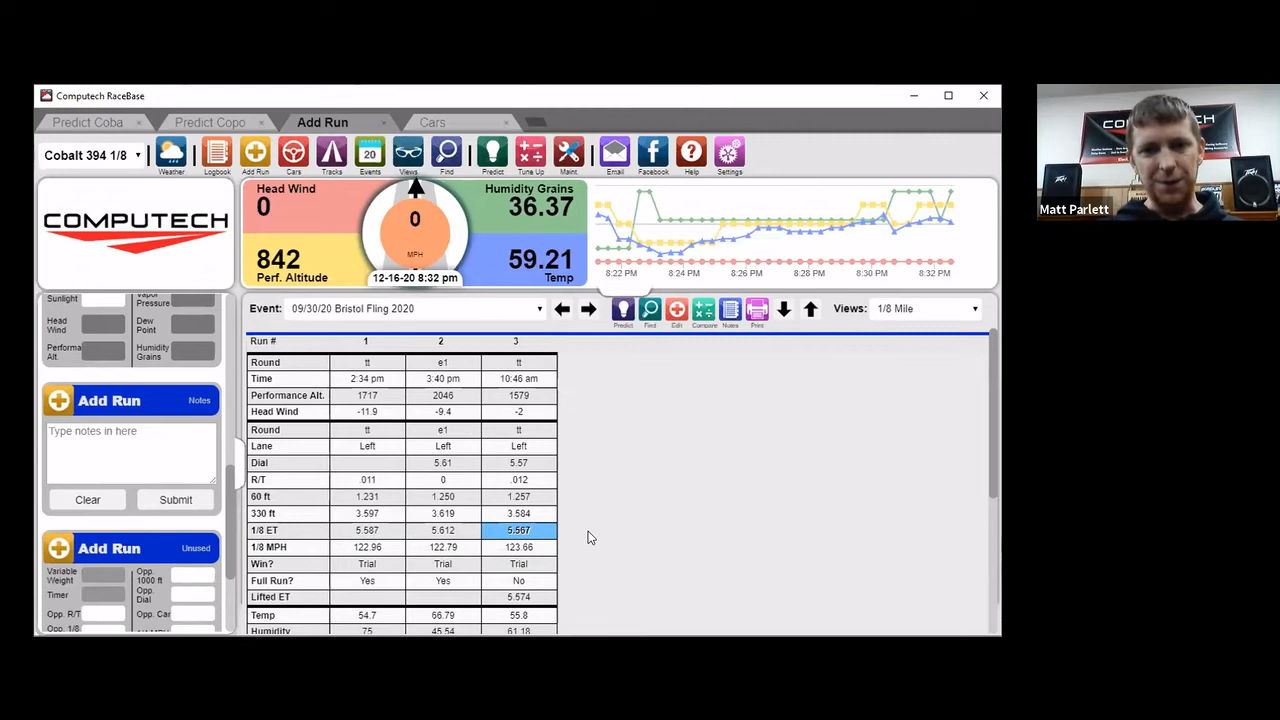 Computech RaceBase
Predict Coba × Predict Copo × Add Run × Cars ×
Cobalt 394 1/8
Weather Logbook Add Run Cars Tracks 20 Events Views Find Predict Tune Up Maint Email Facebook Help Settings
COMPUTECH
Head Wind
0
842
Perf. Altitude
0
MPH
12-16-20 8:32 pm
Humidity Grains
36.37
59.21
Temp
8:22 PM 8:24 PM 8:26 PM 8:28 PM 8:30 PM 8:32 PM
Matt Parlett
Sunlight Vapor Pressure
Head Wind Dew Point
Performa Alt. Humidity Grains
Add Run Notes
Type notes in here
Clear Submit
Add Run Unused
Variable Weight Opp. 1000 ft
Timer Opp. Dial
Opp. R/T Opp. Car
Opp. 1/8
Event: 09/30/20 Bristol Fling 2020
Predict Find Edit Compare Notes Print
Views: 1/8 Mile
Run # 1 2 3
Round tt e1 tt
Time 2:34 pm 3:40 pm 10:46 am
Performance Alt. 1717 2046 1579
Head Wind -11.9 -9.4 -2
Round tt e1 tt
Lane Left Left Left
Dial 5.61 5.57
R/T .011 0 .012
60 ft 1.231 1.250 1.257
330 ft 3.597 3.619 3.584
1/8 ET 5.587 5.612 5.567
1/8 MPH 122.96 122.79 123.66
Win? Trial Trial Trial
Full Run? Yes Yes No
Lifted ET 5.574
Temp 54.7 66.79 55.8
Humidity 75 45.54 61.18